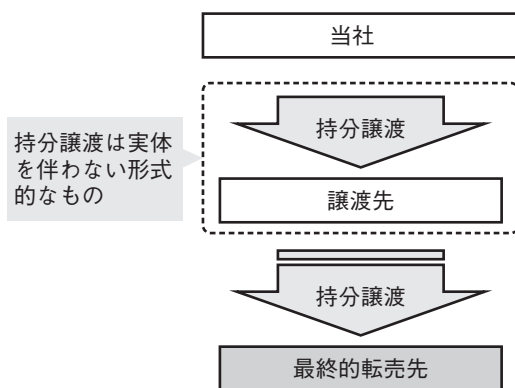 当社
持分譲渡
持分譲渡は実体
を伴わない形式
的なもの
譲渡先
持分譲渡
最終的転売先